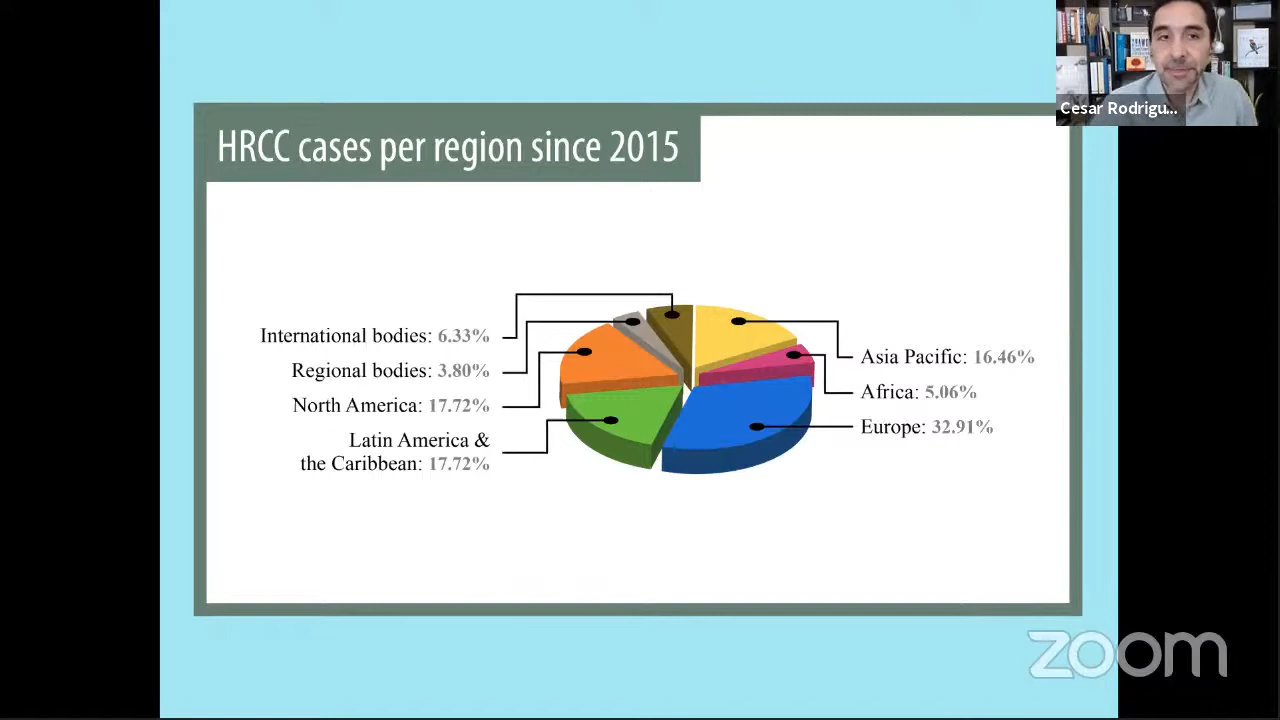 Cesar Rodrigu...
HRCC cases per region since 2015
International bodies: 6.33%
Regional bodies: 3.80%
North America: 17.72%
Latin America &
the Caribbean: 17.72%
Asia Pacific: 16.46%
Africa: 5.06%
Europe: 32.91%
zoom